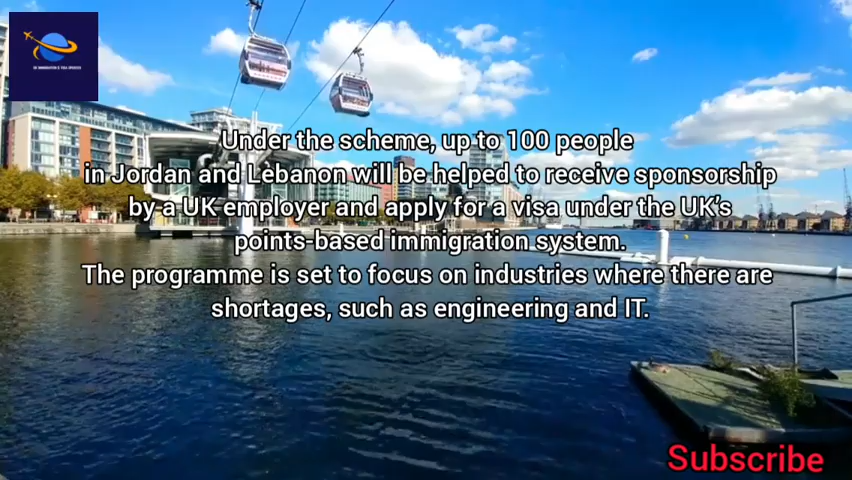 Under the scheme, up to 100 people
in Jordan and Lebanon will be helped to receive sponsorship
by a UK employer and apply for a visa under the UK's
points-based immigration system.
The programme is set to focus on industries where there are
shortages, such as engineering and IT.
Subscribe